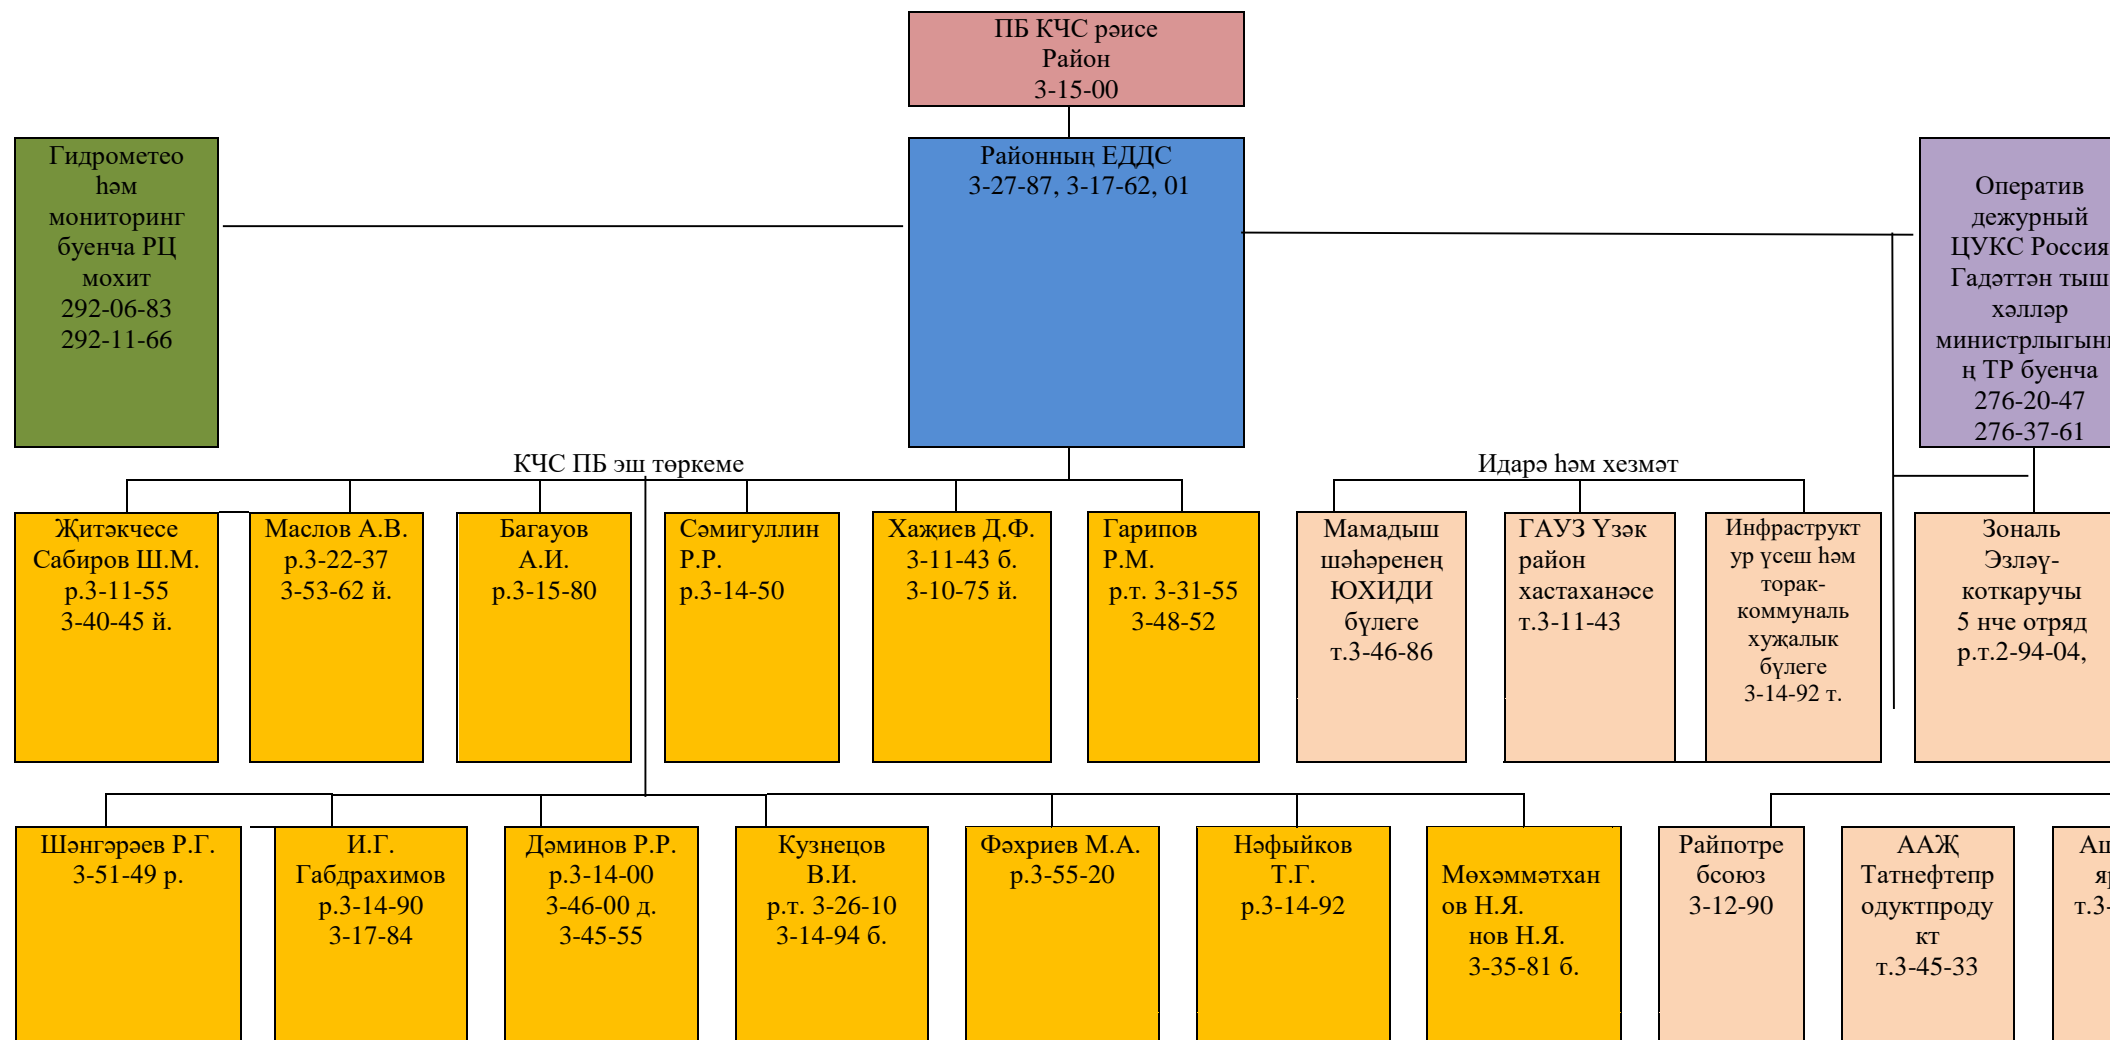 ПБ КЧС рәисе
Район
3-15-00
Гидрометео
һәм
мониторинг
буенча РЦ
мохит
292-06-83
292-11-66
Районның ЕДДС
3-27-87, 3-17-62, 01
Оператив
дежурный
ЦУКС Россия
Гадәттән тыш
хәлләр
министрлыгын
ң ТР буенча
276-20-47
276-37-61
КЧС ПБ эш төркеме
Идарә һәм хезмәт
Җитәкчесе
Сабиров Ш.М.
р.3-11-55
3-40-45 й.
Маслов А.В.
р.3-22-37
3-53-62 й.
Багауов
А.И.
р.3-15-80
Сәмигуллин
Р.Р.
р.3-14-50
Хаҗиев Д.Ф.
3-11-43 б.
3-10-75 й.
Гарипов
Р.М.
р.т. 3-31-55
3-48-52
Мамадыш
шәһәренең
ЮХИДИ
бүлеге
т.3-46-86
ГАУЗ Үзәк
район
хастаханәсе
т.3-11-43
Инфраструкт
ур үсеш һәм
торак-
коммуналь
хуҗалык
бүлеге
3-14-92 т.
Зональ
Эзләү-
коткаручы
5 нче отряд
р.т.2-94-04,
Шәнгәрәев Р.Г.
3-51-49 р.
И.Г.
Габдрахимов
р.3-14-90
3-17-84
Дәминов Р.Р.
р.3-14-00
3-46-00 д.
3-45-55
Кузнецов
В.И.
р.т. 3-26-10
3-14-94 б.
Фәхриев М.А.
р.3-55-20
Нәфыйков
Т.Г.
р.3-14-92
Мөхәммәтхан
ов Н.Я.
нов Н.Я.
3-35-81 б.
Райпотре
бсоюз
3-12-90
ААҖ
Татнефтепр
одуктпроду
кт
т.3-45-33
т.3-